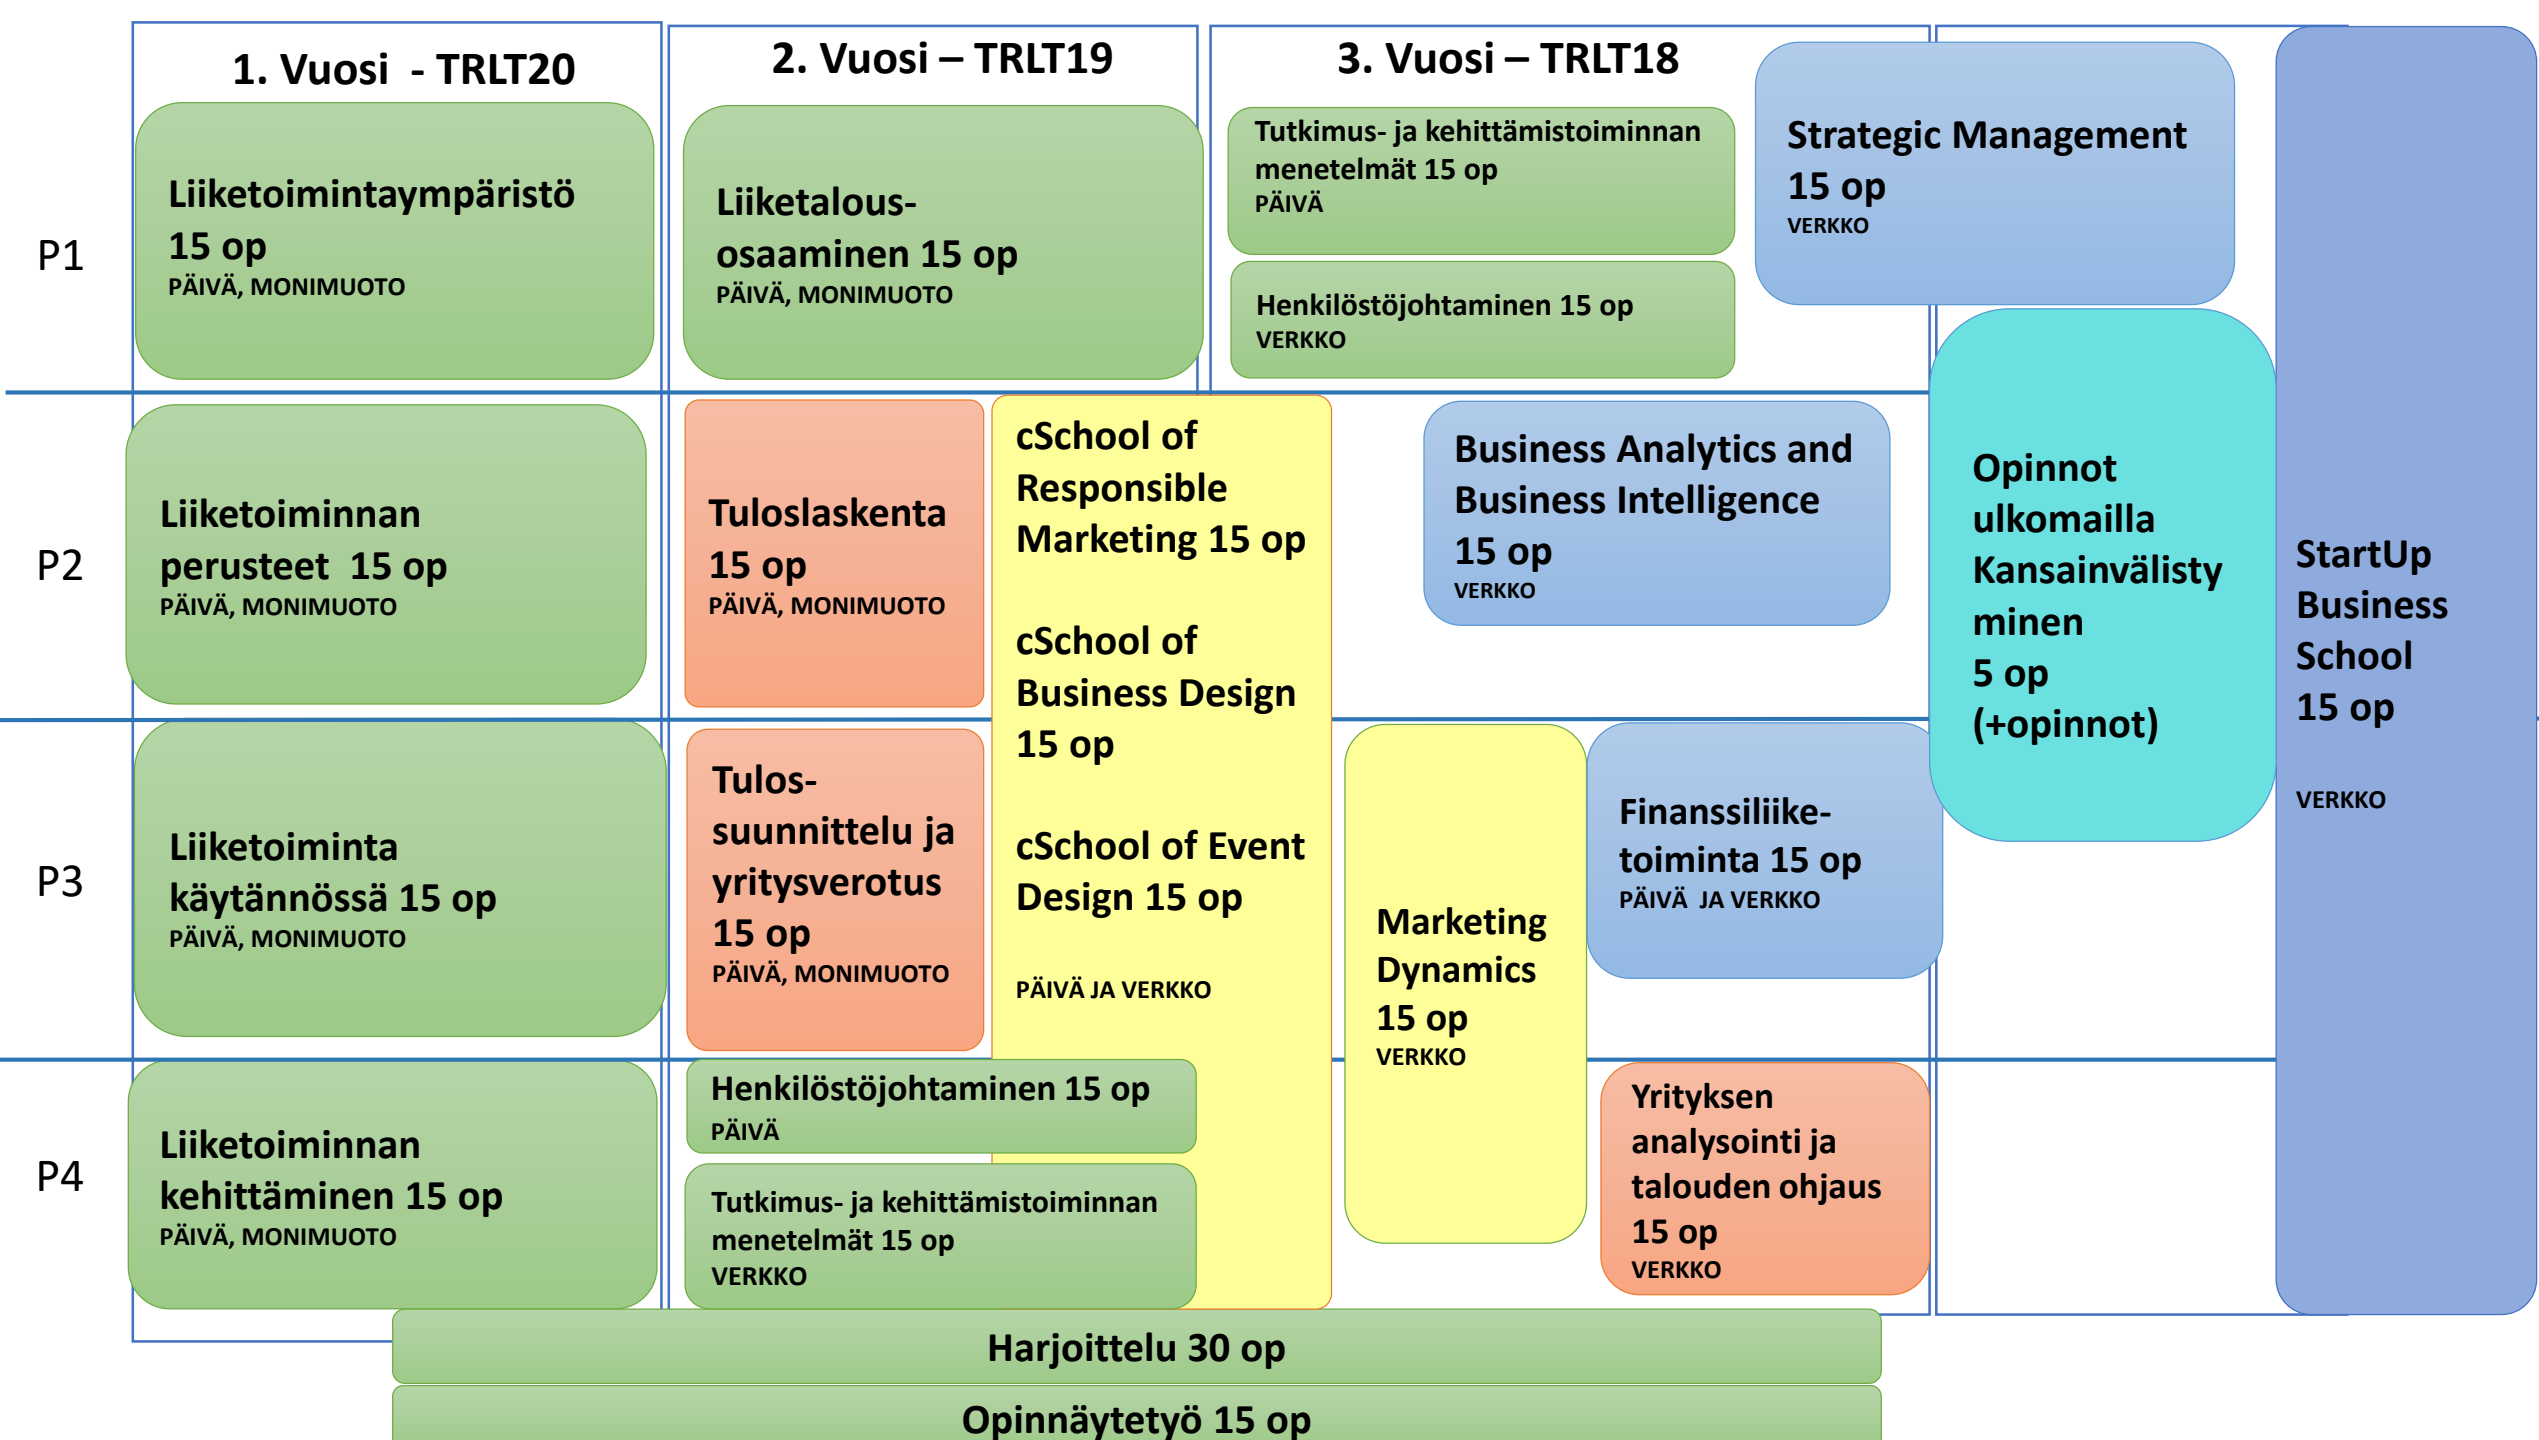 1. Vuosi - TRLT20
2. Vuosi – TRLT19
3. Vuosi – TRLT18
P1
Liiketoimintaympäristö
15 op
PÄIVÄ, MONIMUOTO
Liiketalous-
osaaminen 15 op
PÄIVÄ, MONIMUOTO
Tutkimus- ja kehittämistoiminnan
menetelmät 15 op
PÄIVÄ
Henkilöstöjohtaminen 15 op
VERKKO
Strategic Management
15 op
VERKKO
P2
Liiketoiminnan
perusteet 15 op
PÄIVÄ, MONIMUOTO
Tuloslaskenta
15 op
PÄIVÄ, MONIMUOTO
cSchool of
Responsible
Marketing 15 op
cSchool of
Business Design
15 op
cSchool of Event
Design 15 op
PÄIVÄ JA VERKKO
Business Analytics and
Business Intelligence
15 op
VERKKO
Opinnot
ulkomailla
Kansainvälisty
minen
5 op
(+opinnot)
StartUp
Business
School
15 op
VERKKO
P3
Liiketoiminta
käytännössä 15 op
PÄIVÄ, MONIMUOTO
Tulos-
suunnittelu ja
yritysverotus
15 op
PÄIVÄ, MONIMUOTO
Marketing
Dynamics
15 op
VERKKO
Finanssiliike-
toiminta 15 op
PÄIVÄ JA VERKKO
P4
Liiketoiminnan
kehittäminen 15 op
PÄIVÄ, MONIMUOTO
Henkilöstöjohtaminen 15 op
PÄIVÄ
Tutkimus- ja kehittämistoiminnan
menetelmät 15 op
VERKKO
Yrityksen
analysointi ja
talouden ohjaus
15 op
VERKKO
Harjoittelu 30 op
Opinnäytetyö 15 op